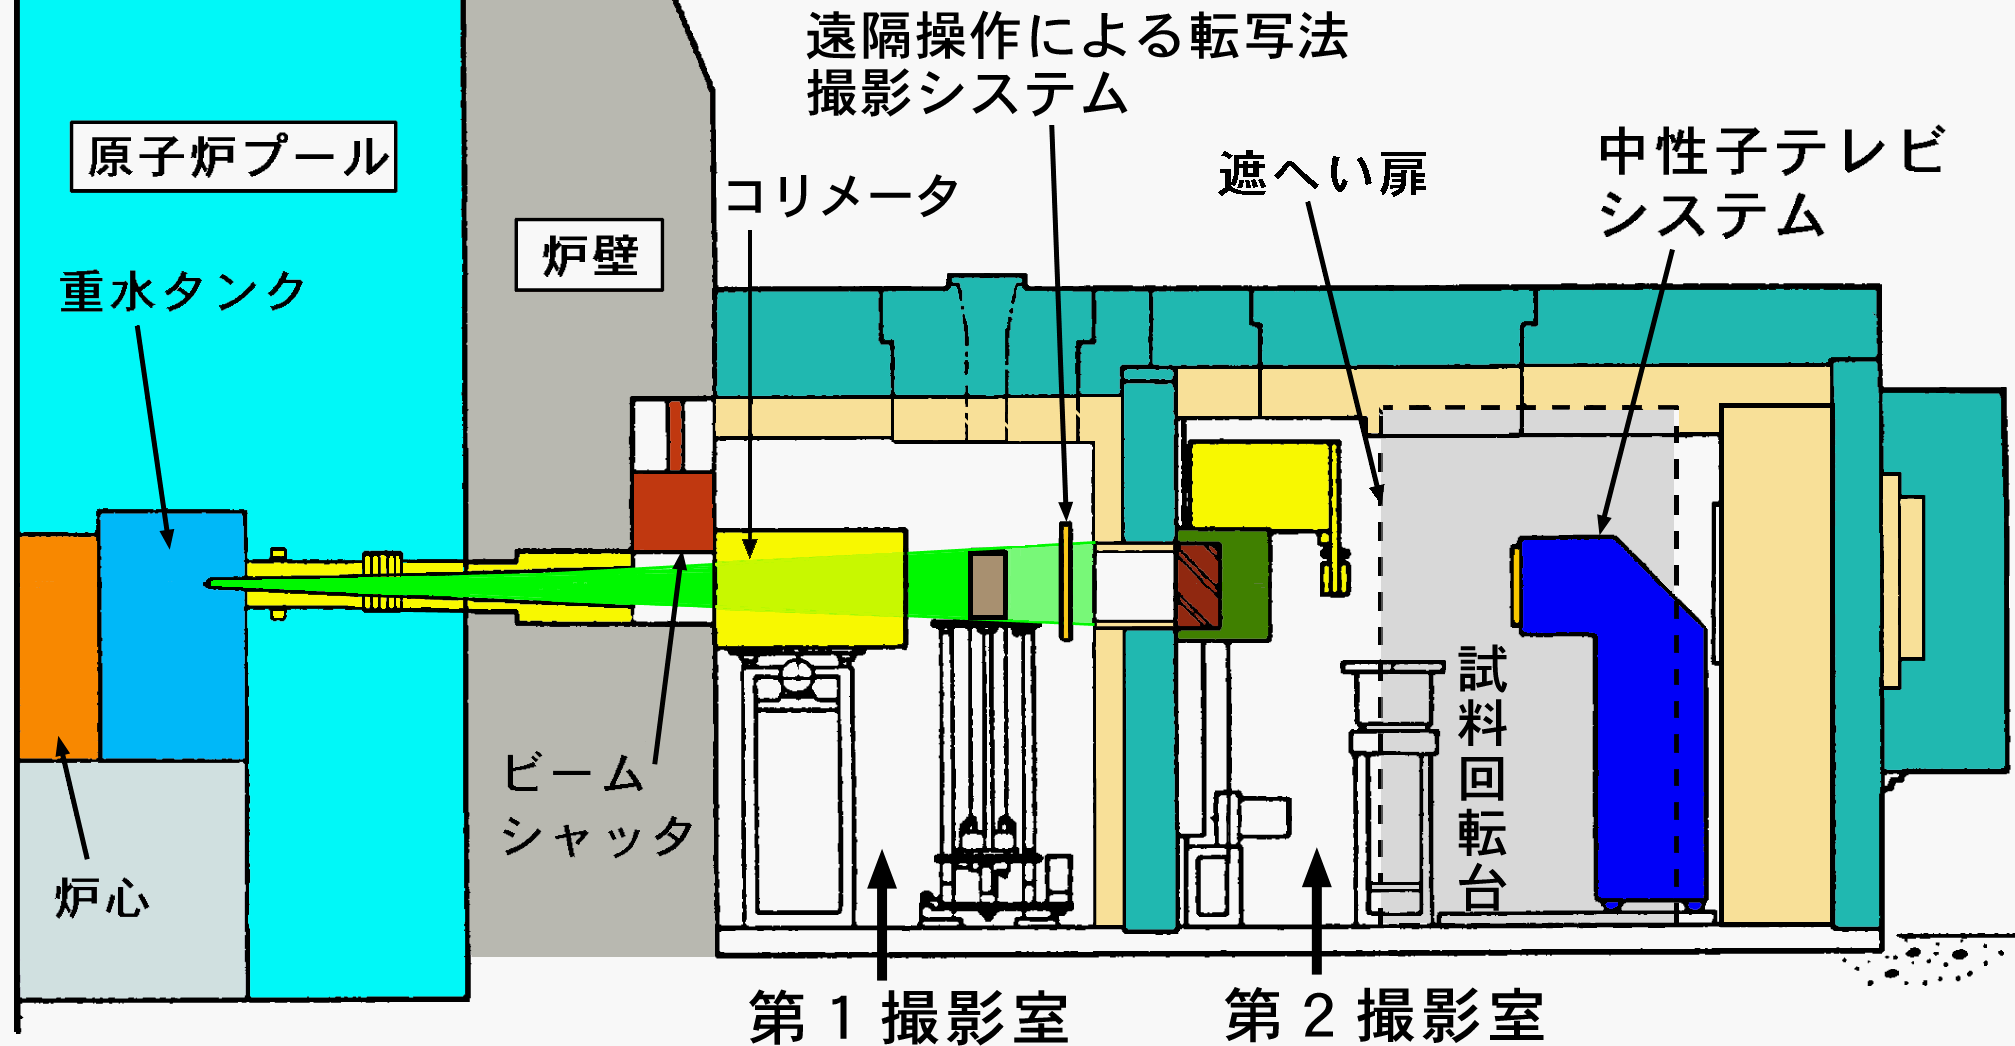 遠隔操作による転写法
撮影システム
原子炉プール
中性子テレビ
システム
遮へい扉
コリメータ
炉壁
重水タンク
試料回転台
ビーム
シャッタ
炉心
第1撮影室
第2撮影室